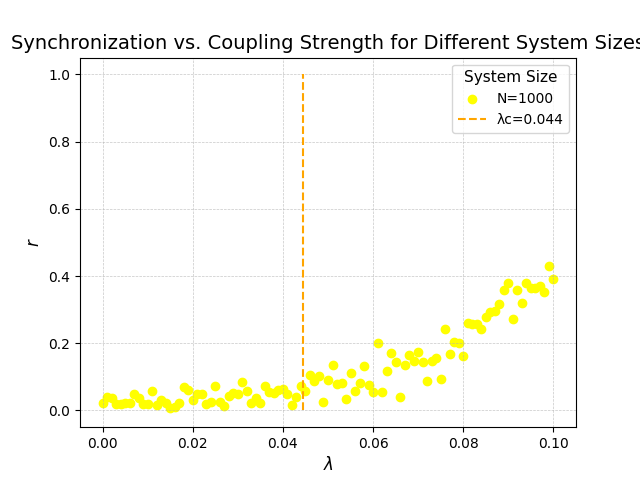 Synchronization vs. Coupling Strength for Different System Sizes
1.0
0.8
0.6
0.4
0.2
0.0
r
System Size
N=1000
λc=0.044
0.00 0.02 0.04 0.06 0.08 0.10
λ